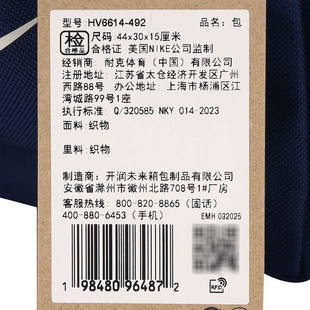 型号: HV6614-492 品名: 包
检 合格品 尺码: 44x30x15厘米
合格证 美国NIKE公司监制
经销商: 耐克体育（中国）有限公司
注册地址: 江苏省太仓经济开发区广州
西路88号 办公地址: 上海市杨浦区江
湾城路99号1座
执行标准: Q/320585 NKY 014-2023
面料: 织物
里料: 织物
制造商: 开润未来箱包制品有限公司
安徽省滁州市徽州北路708号1#厂房
客服热线: 800-820-8865（固话）
400-880-6453（手机） EMH 032025
RFID
1 98480 96487 2